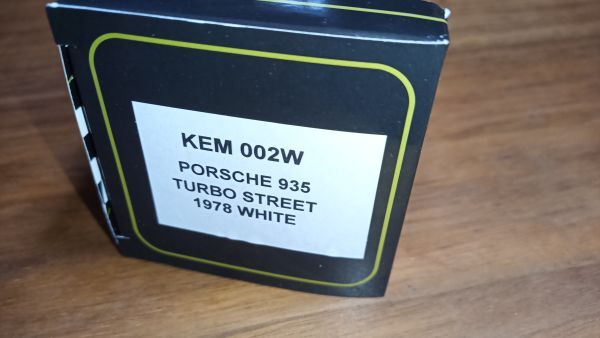 KEM 002W
PORSCHE 935
TURBO STREET
1978 WHITE